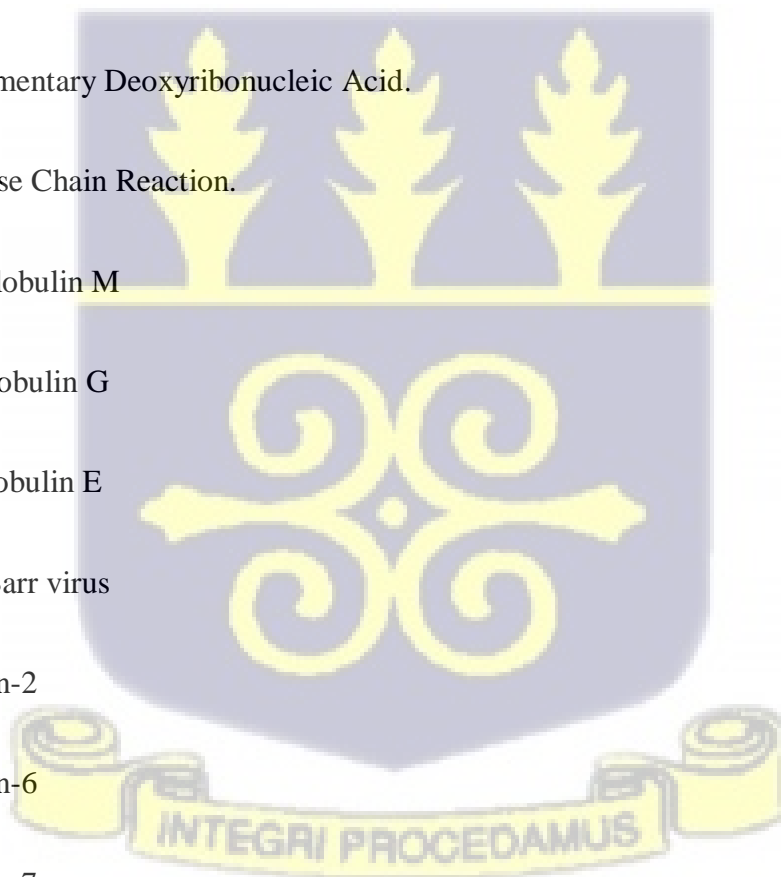 mentary Deoxyribonucleic Acid.
se Chain Reaction.
lobulin M
obulin G
obulin E
arr virus
n-2
n-6
INTEGRI PROCEDAMUS